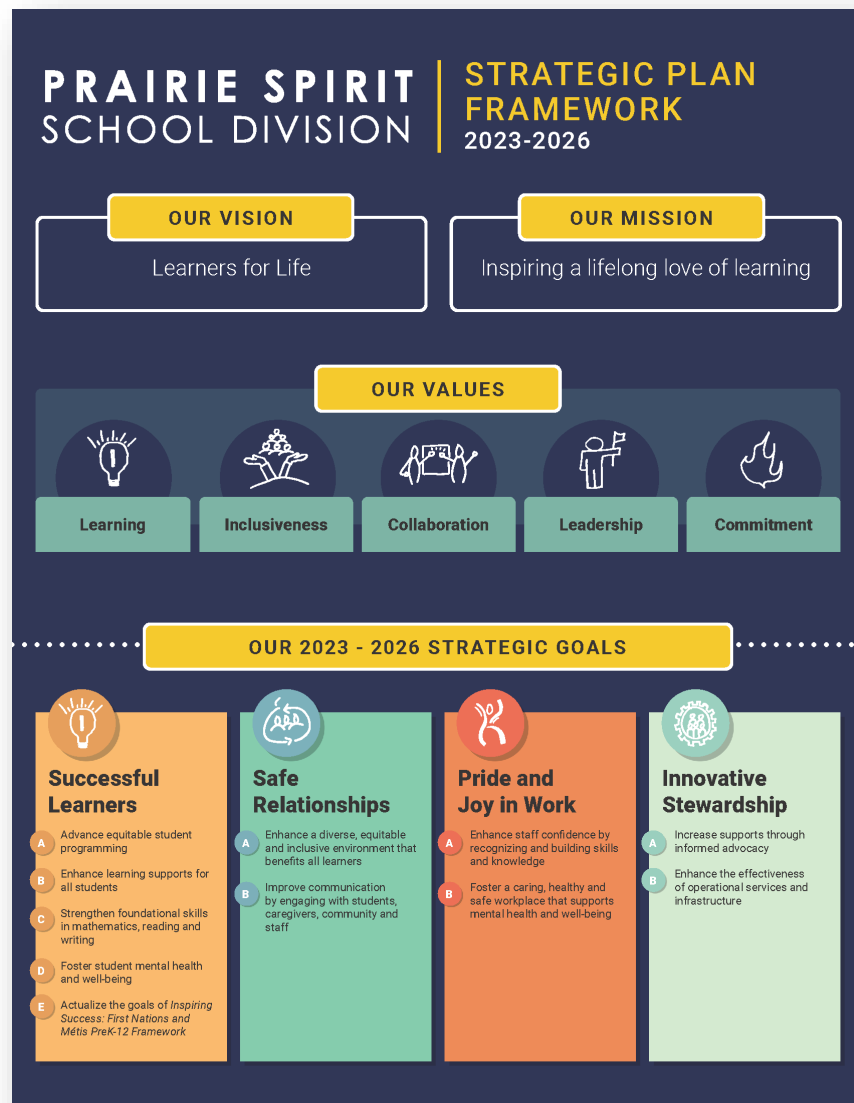 PRAIRIE SPIRIT
SCHOOL DIVISION
STRATEGIC PLAN
FRAMEWORK
2023-2026
OUR VISION
Learners for Life
OUR MISSION
Inspiring a lifelong love of learning
OUR VALUES
Learning
Inclusiveness
Collaboration
Leadership
Commitment
OUR 2023 - 2026 STRATEGIC GOALS
Successful
Learners
A Advance equitable student
programming
B Enhance learning supports for
all students
C Strengthen foundational skills
in mathematics, reading and
writing
D Foster student mental health
and well-being
E Actualize the goals of Inspiring
Success: First Nations and
Métis PreK-12 Framework
Safe
Relationships
A Enhance a diverse, equitable
and inclusive environment that
benefits all learners
B Improve communication
by engaging with students,
caregivers, community and
staff
Pride and
Joy in Work
A Enhance staff confidence by
recognizing and building skills
and knowledge
B Foster a caring, healthy and
safe workplace that supports
mental health and well-being
Innovative
Stewardship
A Increase supports through
informed advocacy
B Enhance the effectiveness
of operational services and
infrastructure